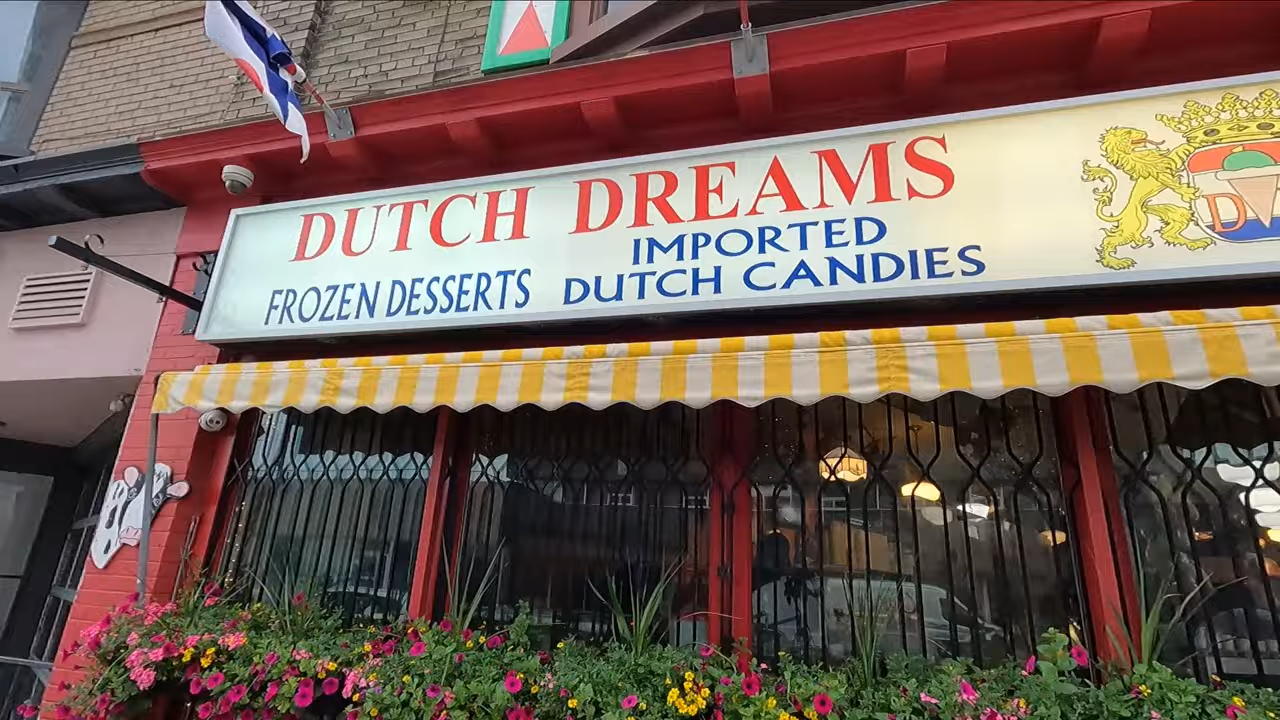 DUTCH DREAMS
FROZEN DESSERTS
IMPORTED
DUTCH CANDIES
D